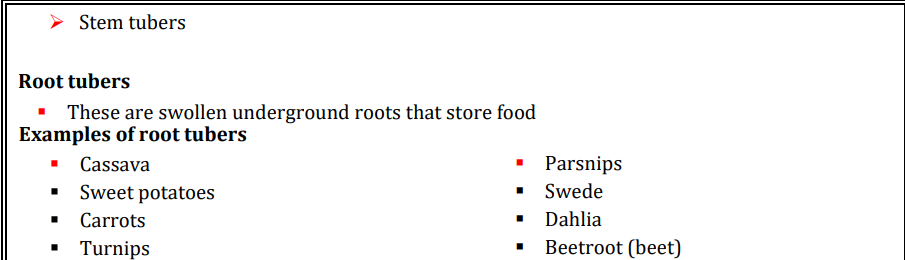 Stem tubers
Root tubers
These are swollen underground roots that store food
Examples of root tubers
Cassava
Sweet potatoes
Carrots
Turnips
Parsnips
Swede
Dahlia
Beetroot (beet)